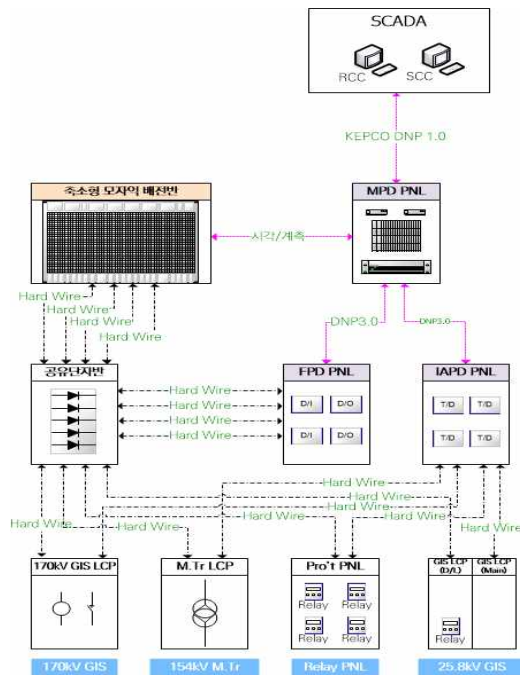 SCADA
RCC
SCC
KEPCO DNP 1.0
축소형 모자익 배전반
MPD PNL
시각/계측
Hard Wire
Hard Wire
Hard Wire
Hard Wire
DNP3.0
DNP3.0
공유단자반
FPD PNL
IAPD PNL
Hard Wire
Hard Wire
Hard Wire
Hard Wire
D/I
D/O
D/I
D/O
T/D
T/D
T/D
T/D
Hard Wire
Hard Wire
Hard Wire
Hard Wire
Hard Wire
Hard Wire
170kV GIS LCP
M.Tr LCP
Pro't PNL
GIS LCP
(D/L)
GIS LCP
(Main)
Relay
Relay
Relay
Relay
Relay
170kV GIS
154kV M.Tr
Relay PNL
25.8kV GIS